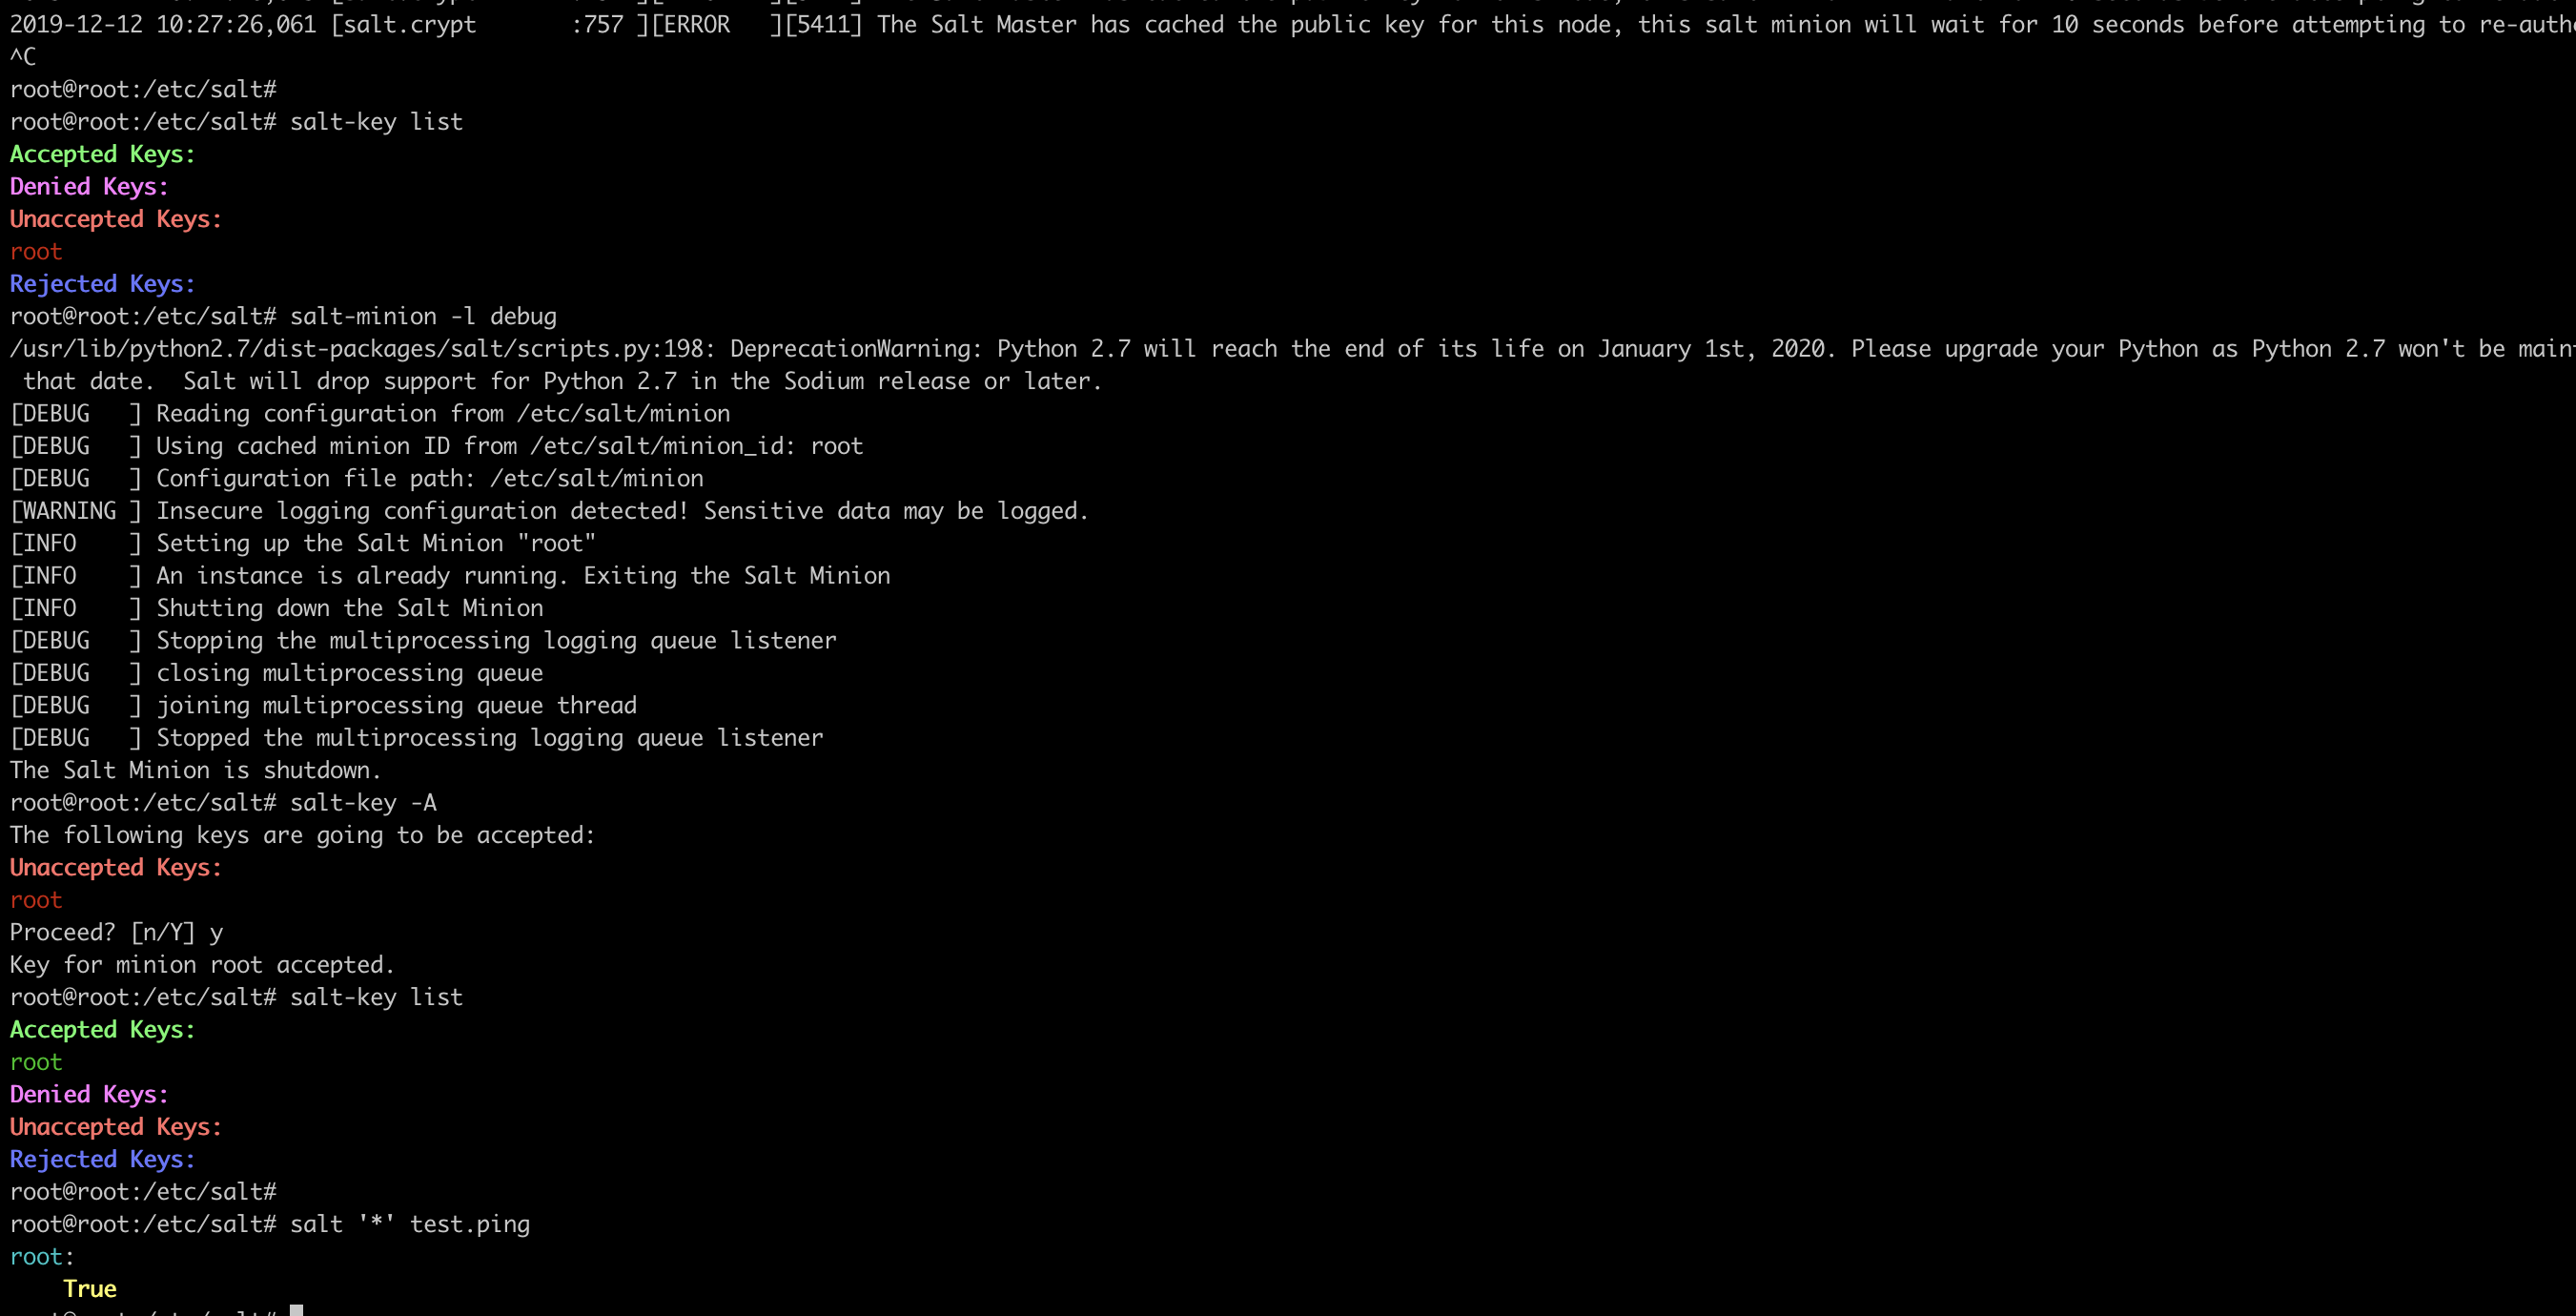 2019-12-12 10:27:26,061 [salt.crypt       :757 ][ERROR   ][5411] The Salt Master has cached the public key for this node, this salt minion will wait for 10 seconds before attempting to re-auth
^C
root@root:/etc/salt#
root@root:/etc/salt# salt-key list
Accepted Keys:
Denied Keys:
Unaccepted Keys:
root
Rejected Keys:
root@root:/etc/salt# salt-minion -l debug
/usr/lib/python2.7/dist-packages/salt/scripts.py:198: DeprecationWarning: Python 2.7 will reach the end of its life on January 1st, 2020. Please upgrade your Python as Python 2.7 won't be main
 that date.  Salt will drop support for Python 2.7 in the Sodium release or later.
[DEBUG   ] Reading configuration from /etc/salt/minion
[DEBUG   ] Using cached minion ID from /etc/salt/minion_id: root
[DEBUG   ] Configuration file path: /etc/salt/minion
[WARNING ] Insecure logging configuration detected! Sensitive data may be logged.
[INFO    ] Setting up the Salt Minion "root"
[INFO    ] An instance is already running. Exiting the Salt Minion
[INFO    ] Shutting down the Salt Minion
[DEBUG   ] Stopping the multiprocessing logging queue listener
[DEBUG   ] closing multiprocessing queue
[DEBUG   ] joining multiprocessing queue thread
[DEBUG   ] Stopped the multiprocessing logging queue listener
The Salt Minion is shutdown.
root@root:/etc/salt# salt-key -A
The following keys are going to be accepted:
Unaccepted Keys:
root
Proceed? [n/Y] y
Key for minion root accepted.
root@root:/etc/salt# salt-key list
Accepted Keys:
root
Denied Keys:
Unaccepted Keys:
Rejected Keys:
root@root:/etc/salt#
root@root:/etc/salt# salt '*' test.ping
root:
    True
root@root:/etc/salt#